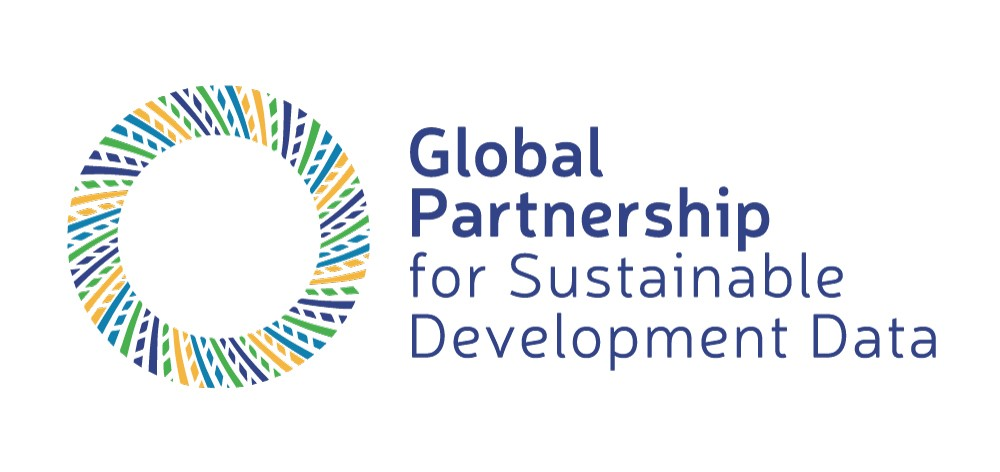 Global
Partnership
for Sustainable
Development Data